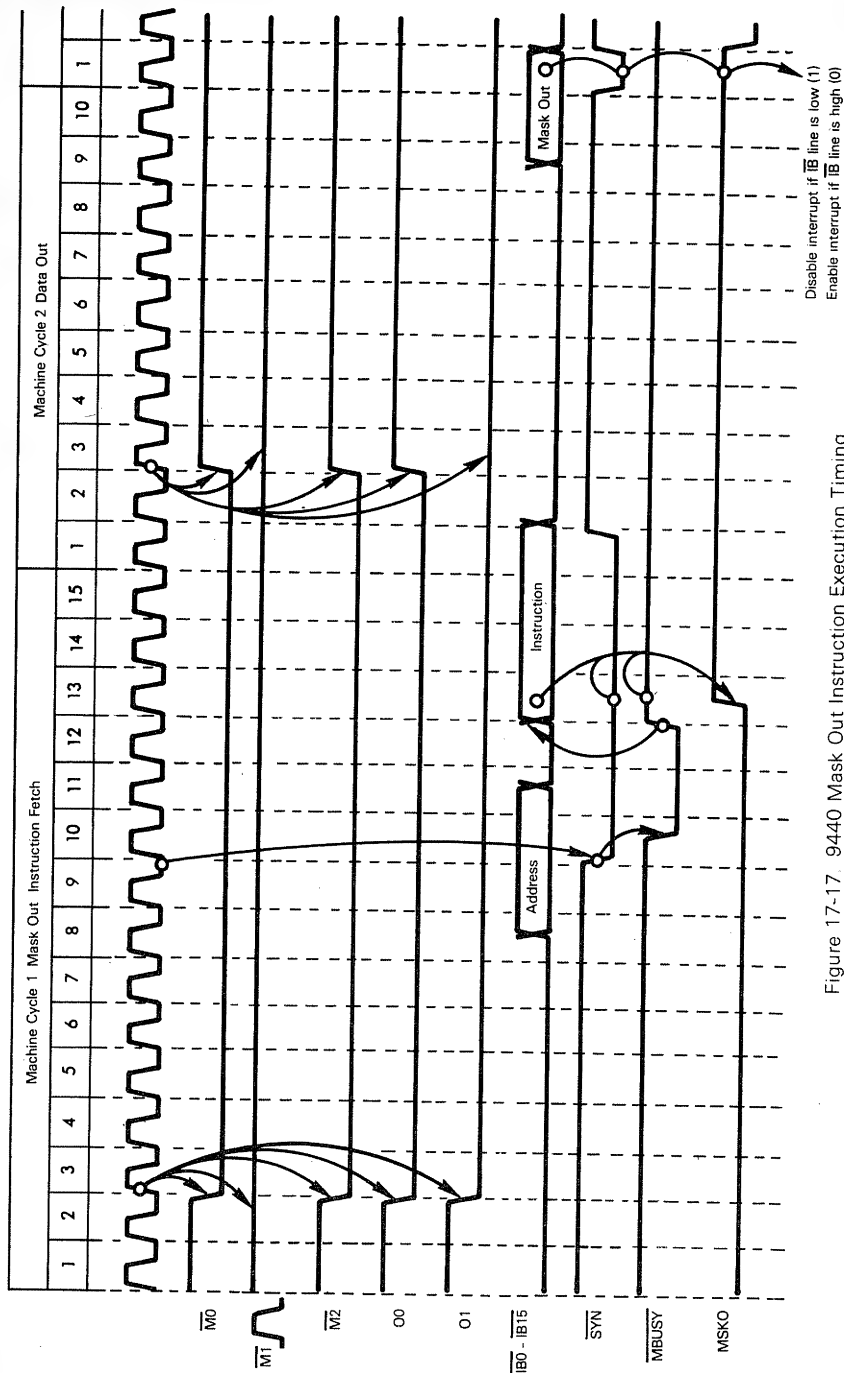 Machine Cycle 1 Mask Out Instruction Fetch
Machine Cycle 2 Data Out
1 2 3 4 5 6 7 8 9 10 11 12 13 14 15 1 2 3 4 5 6 7 8 9 10 1
M0
M1
M2
O0
O1
IB0 - IB15
Address
Instruction
Mask Out
SYN
MBUSY
MSKO
Disable interrupt if IB line is low (1)
Enable interrupt if IB line is high (0)
Figure 17-17. 9440 Mask Out Instruction Execution Timing